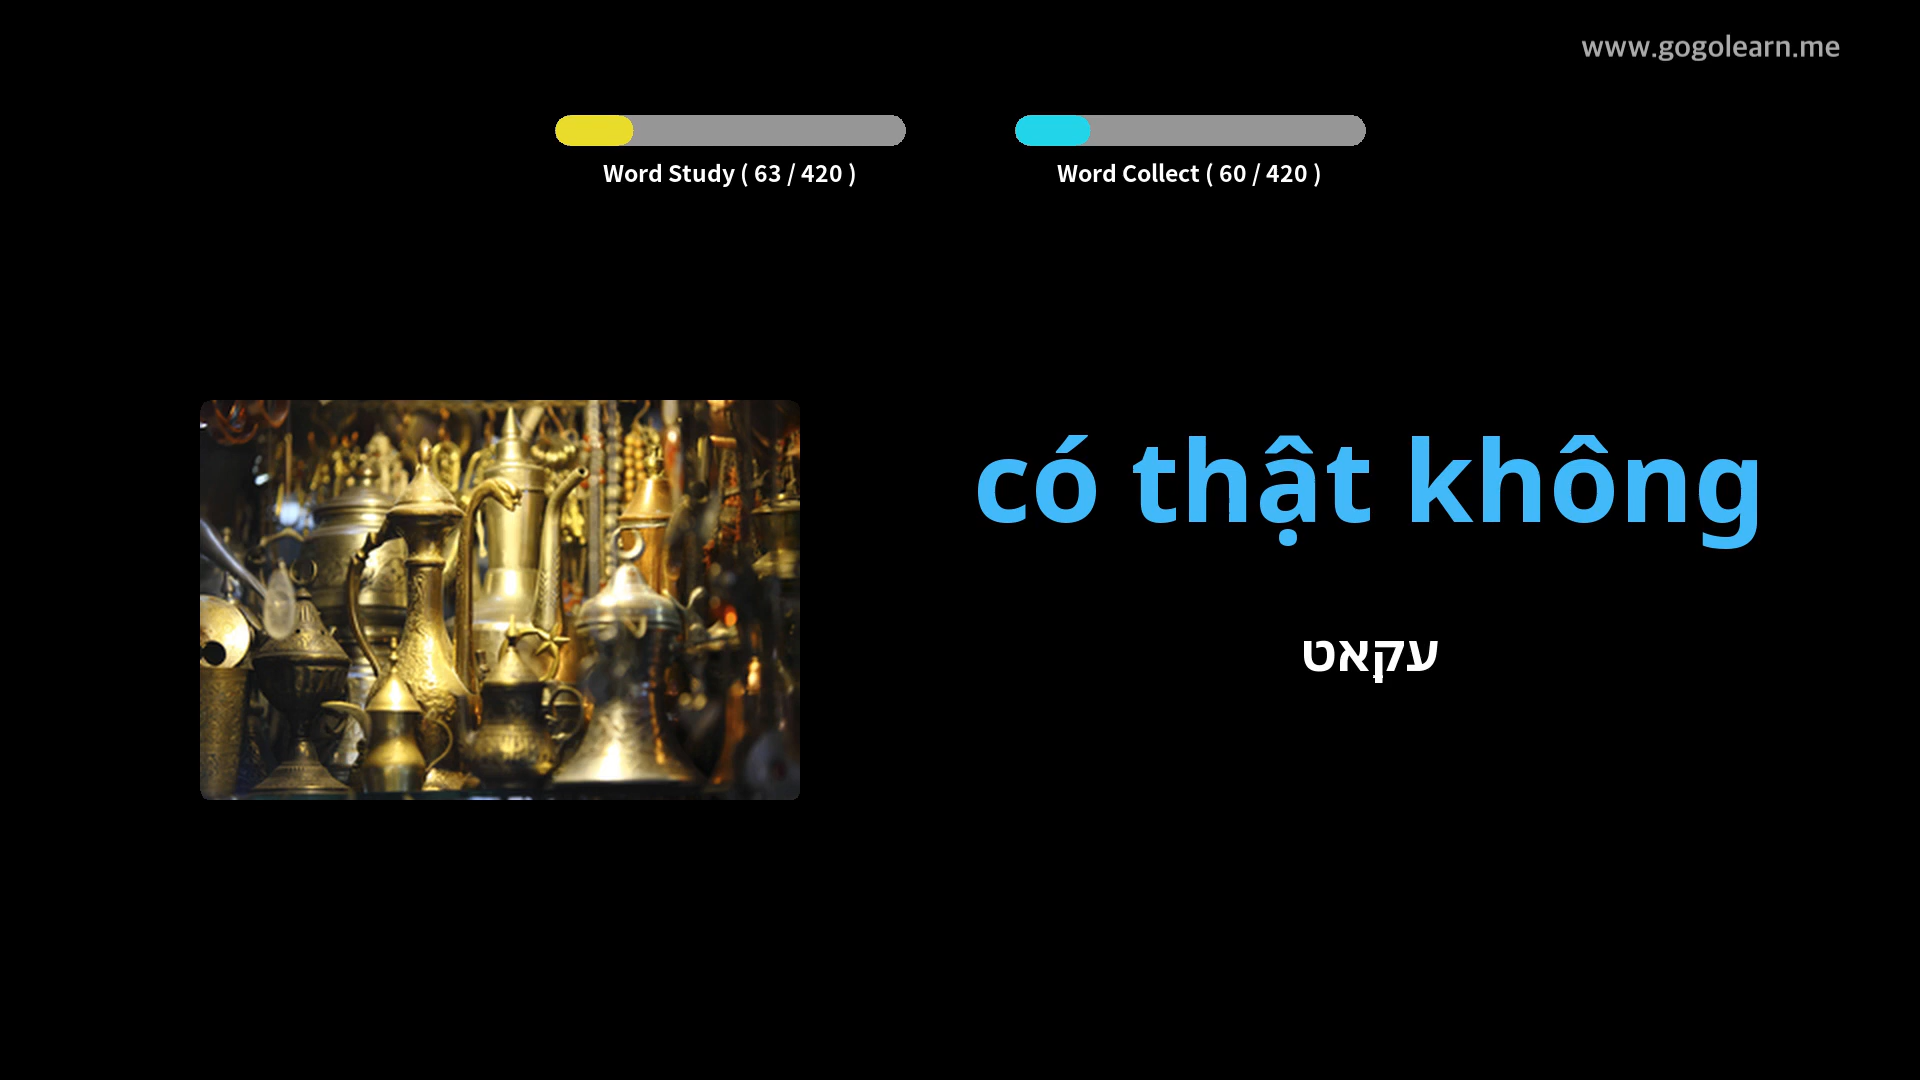 www.gogolearn.me
Word Study ( 63 / 420 )
Word Collect ( 60 / 420 )
có thật không
עקאָט